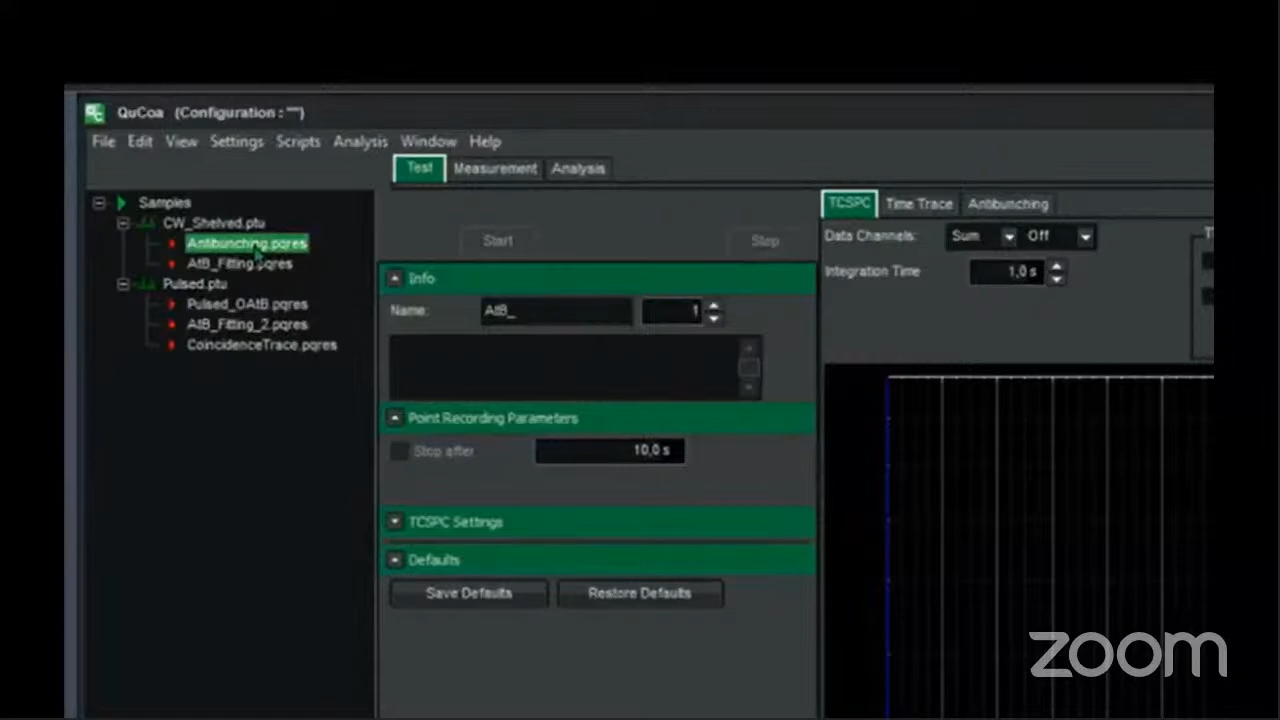 QuCoa (Configuration : "")
File Edit View Settings Scripts Analysis Window Help
Test Measurement Analysis
Samples
CW_Shelved.ptu
Antibunching.pqres
AtB_Fitting.pqres
Pulsed.ptu
Pulsed_OAtB.pqres
AtB_Fitting_2.pqres
CoincidenceTrace.pqres
Start Stop
Info
Name: AtB_ 1
Point Recording Parameters
Stop after 10,0 s
TCSPC Settings
Defaults
Save Defaults Restore Defaults
TCSPC Time Trace Antibunching
Data Channels: Sum Off
Integration Time 1,0 s
zoom